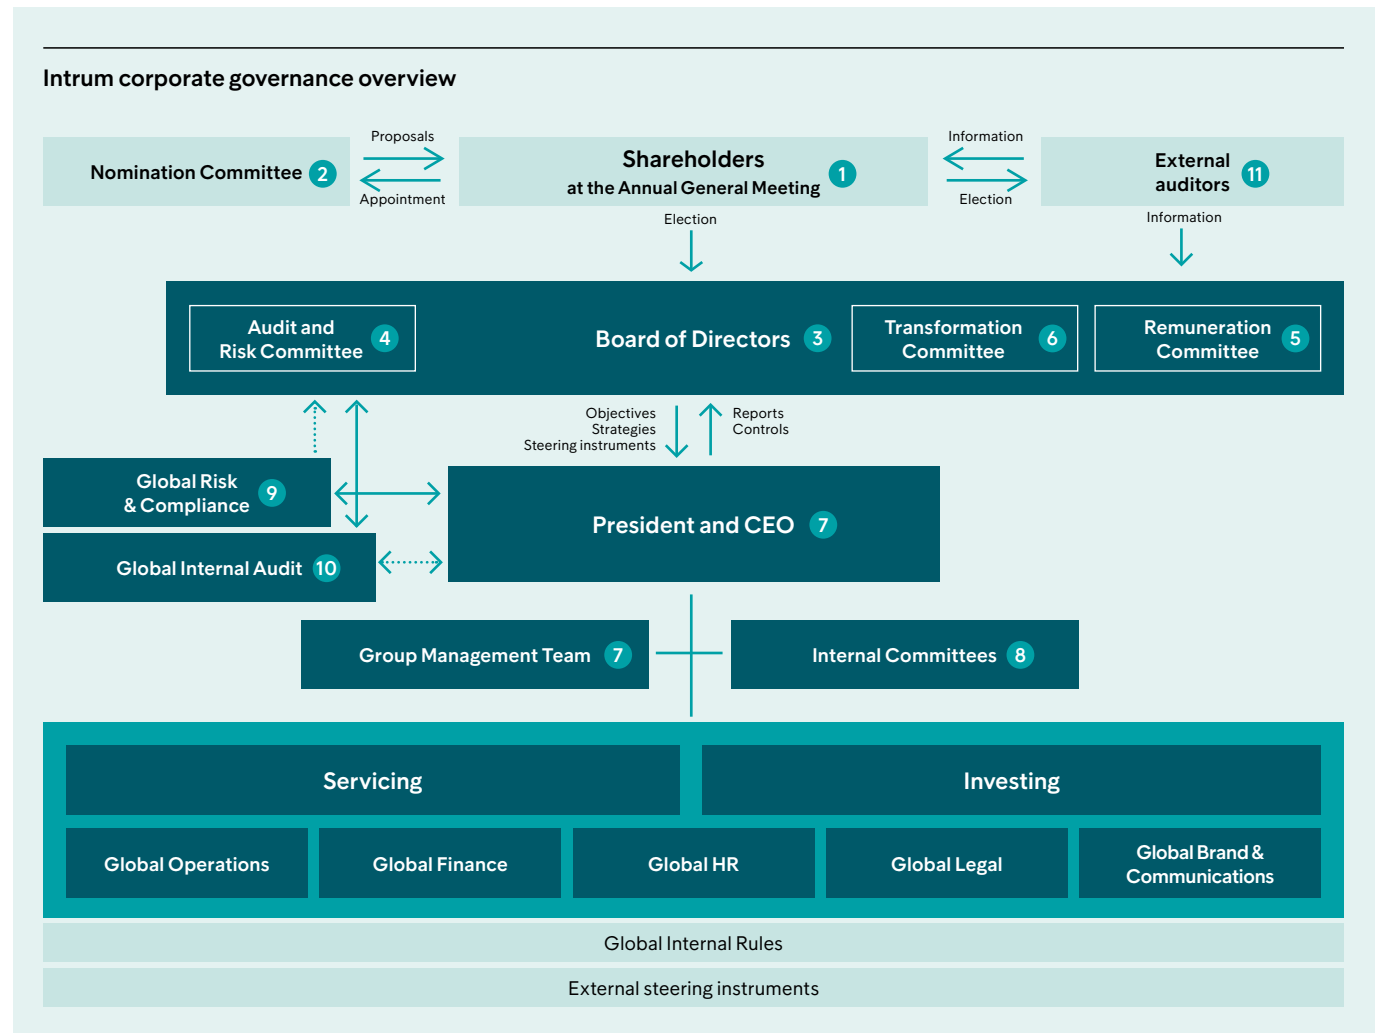 Intrum corporate governance overview
Proposals
Information
Nomination Committee 2
Shareholders
at the Annual General Meeting 1
External
auditors 11
Appointment
Election
Election
Information
Audit and
Risk Committee 4
Board of Directors 3
Transformation
Committee 6
Remuneration
Committee 5
Objectives
Strategies
Steering instruments
Reports
Controls
Global Risk
& Compliance 9
President and CEO 7
Global Internal Audit 10
Group Management Team 7
Internal Committees 8
Servicing
Investing
Global Operations
Global Finance
Global HR
Global Legal
Global Brand &
Communications
Global Internal Rules
External steering instruments